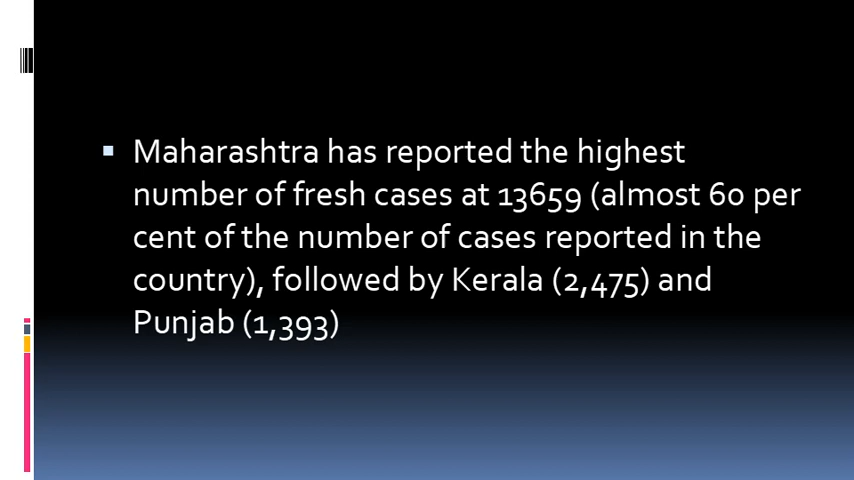 Maharashtra has reported the highest
number of fresh cases at 13659 (almost 60 per
cent of the number of cases reported in the
country), followed by Kerala (2,475) and
Punjab (1,393)